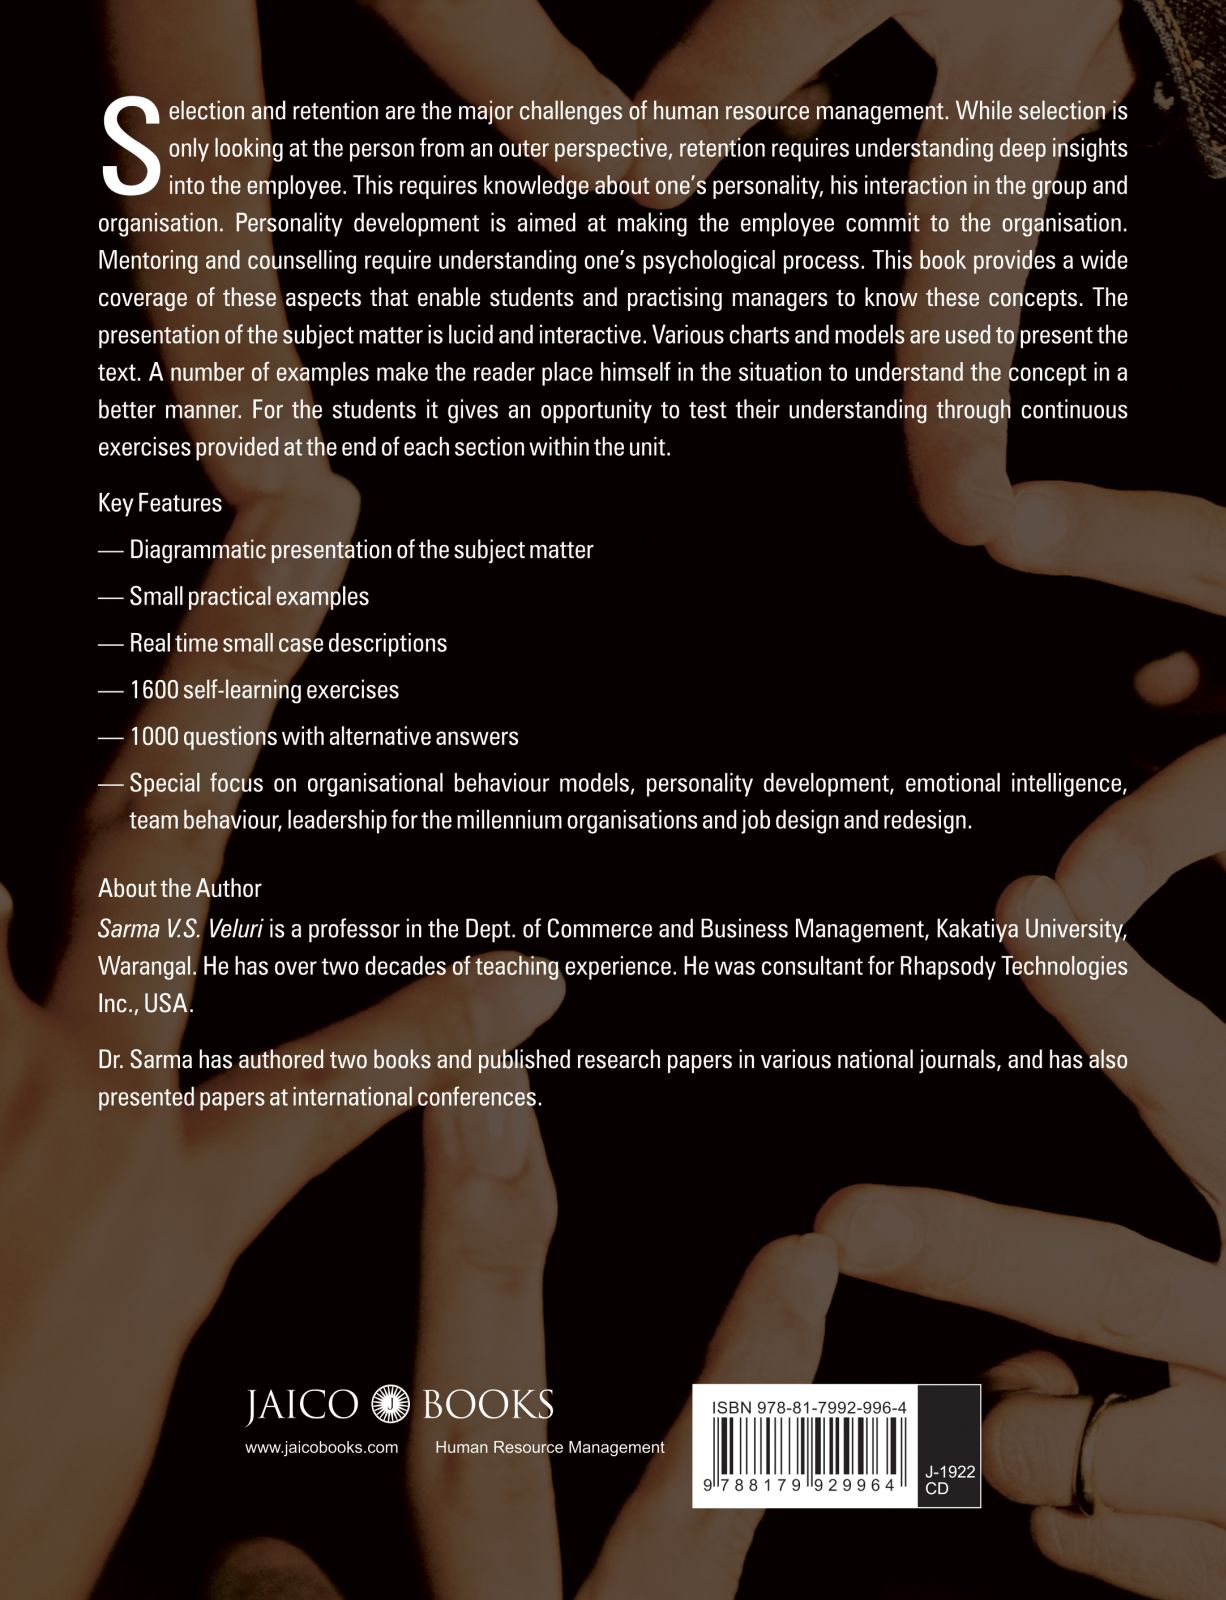 Selection and retention are the major challenges of human resource management. While selection is
only looking at the person from an outer perspective, retention requires understanding deep insights
into the employee. This requires knowledge about one's personality, his interaction in the group and
organisation. Personality development is aimed at making the employee commit to the organisation.
Mentoring and counselling require understanding one's psychological process. This book provides a wide
coverage of these aspects that enable students and practising managers to know these concepts. The
presentation of the subject matter is lucid and interactive. Various charts and models are used to present the
text. A number of examples make the reader place himself in the situation to understand the concept in a
better manner. For the students it gives an opportunity to test their understanding through continuous
exercises provided at the end of each section within the unit.
Key Features
— Diagrammatic presentation of the subject matter
— Small practical examples
— Real time small case descriptions
— 1600 self-learning exercises
— 1000 questions with alternative answers
— Special focus on organisational behaviour models, personality development, emotional intelligence,
team behaviour, leadership for the millennium organisations and job design and redesign.
About the Author
Sarma V.S. Veluri is a professor in the Dept. of Commerce and Business Management, Kakatiya University,
Warangal. He has over two decades of teaching experience. He was consultant for Rhapsody Technologies
Inc., USA.
Dr. Sarma has authored two books and published research papers in various national journals, and has also
presented papers at international conferences.
JAICO J BOOKS
www.jaicobooks.com Human Resource Management
ISBN 978-81-7992-996-4
9 788179 929964
J-1922
CD